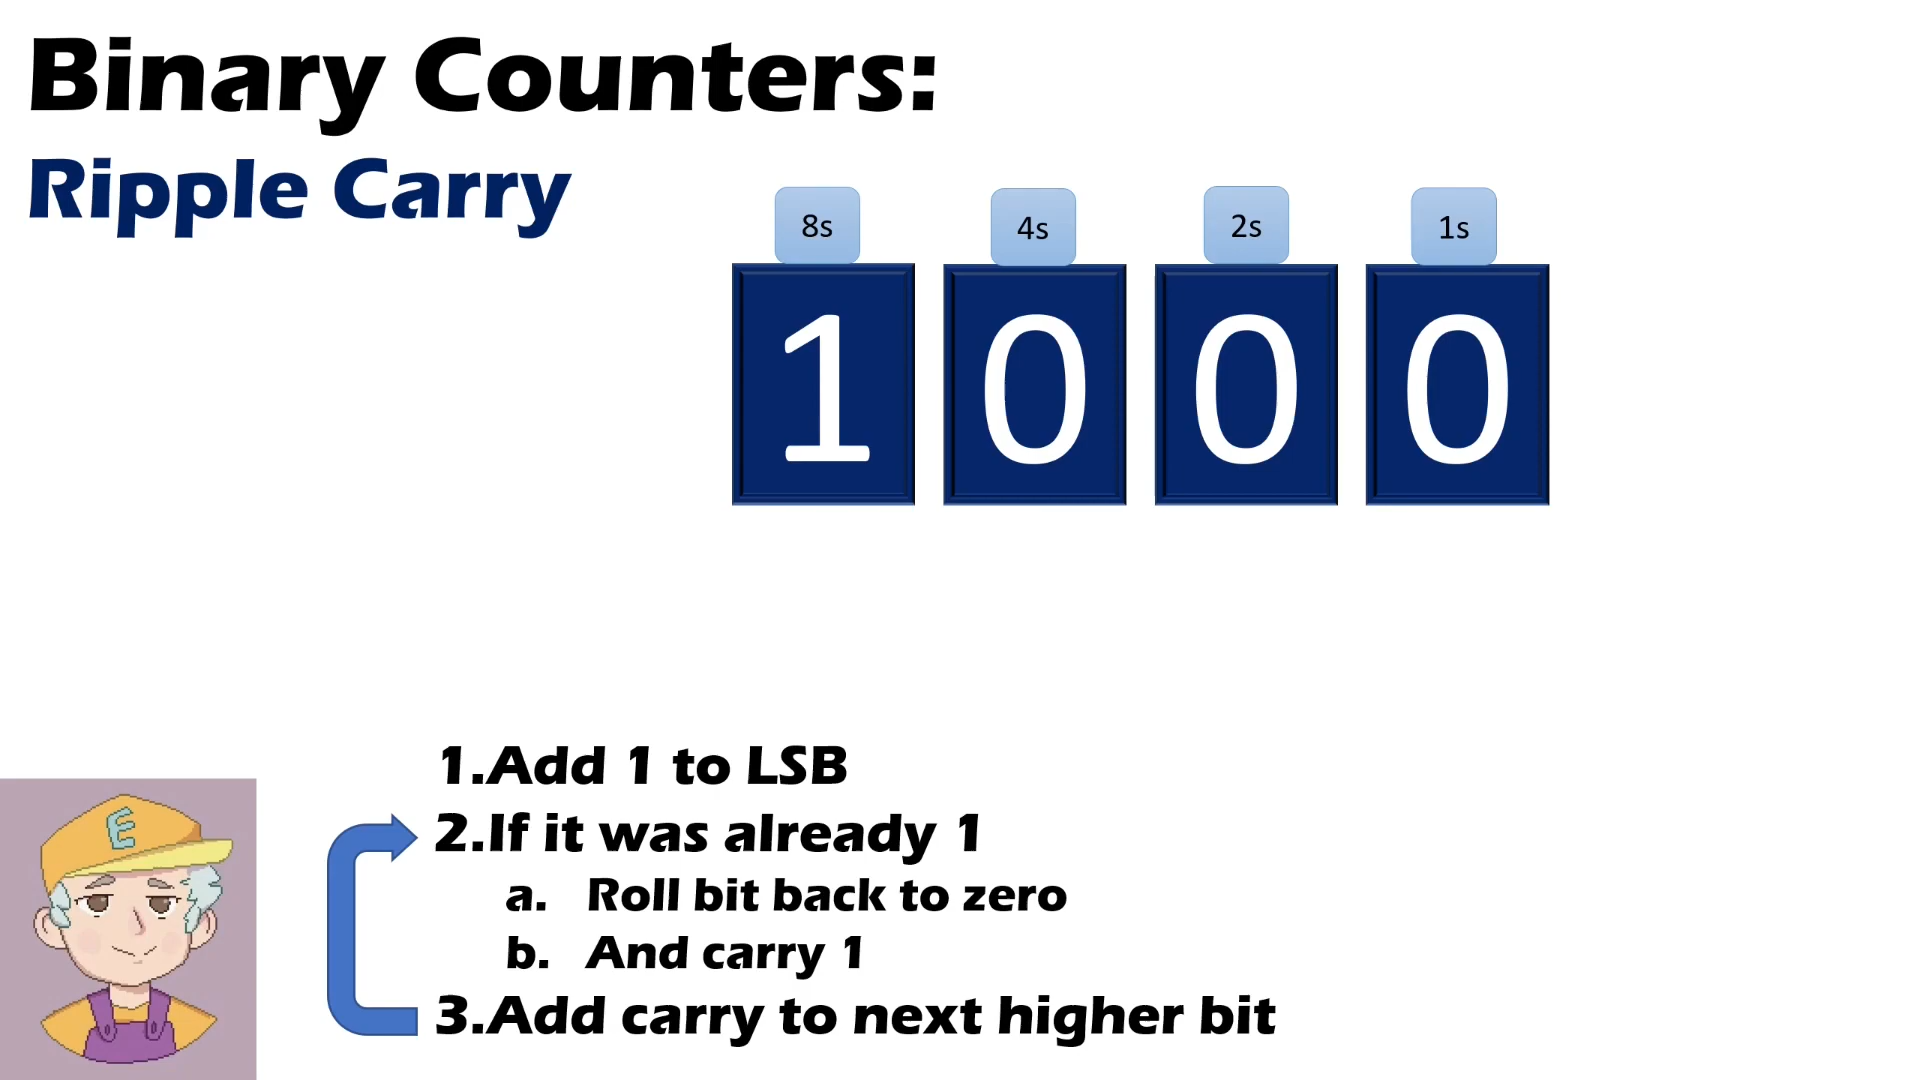 Binary Counters:
Ripple Carry
8s 4s 2s 1s
1 0 0 0
1.Add 1 to LSB
2.If it was already 1
a. Roll bit back to zero
b. And carry 1
3.Add carry to next higher bit
E